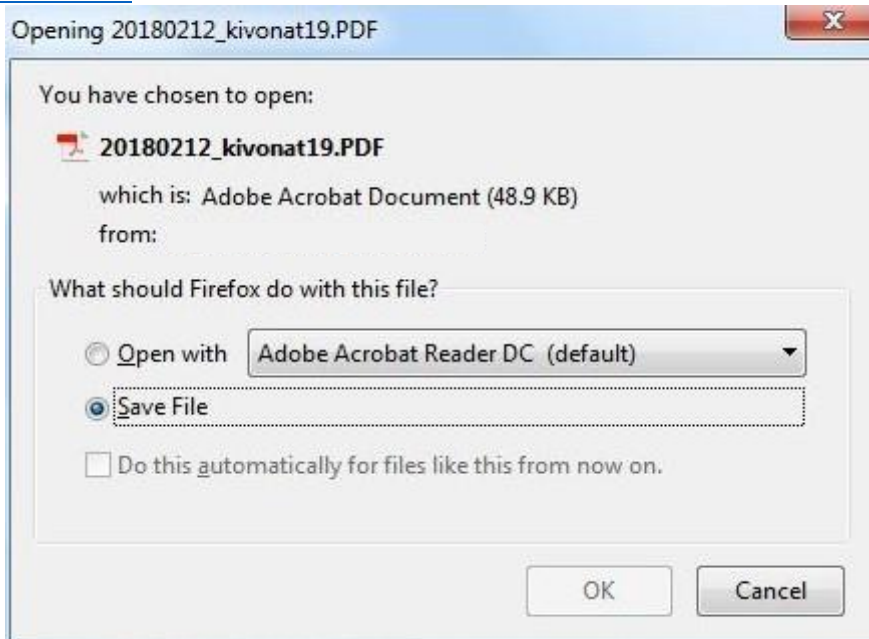 Opening 20180212_kivonat19.PDF
You have chosen to open:
20180212_kivonat19.PDF
which is: Adobe Acrobat Document (48.9 KB)
from:
What should Firefox do with this file?
Open with Adobe Acrobat Reader DC (default)
Save File
Do this automatically for files like this from now on.
OK Cancel